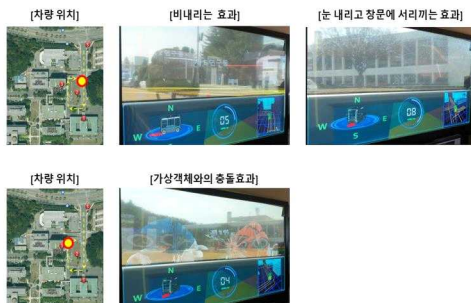 [차량 위치]
[비내리는 효과]
[눈 내리고 창문에 서리끼는 효과]
N
W
E
05
W
E
S
08
[차량 위치]
[가상객체와의 충돌효과]
N
W
E
04